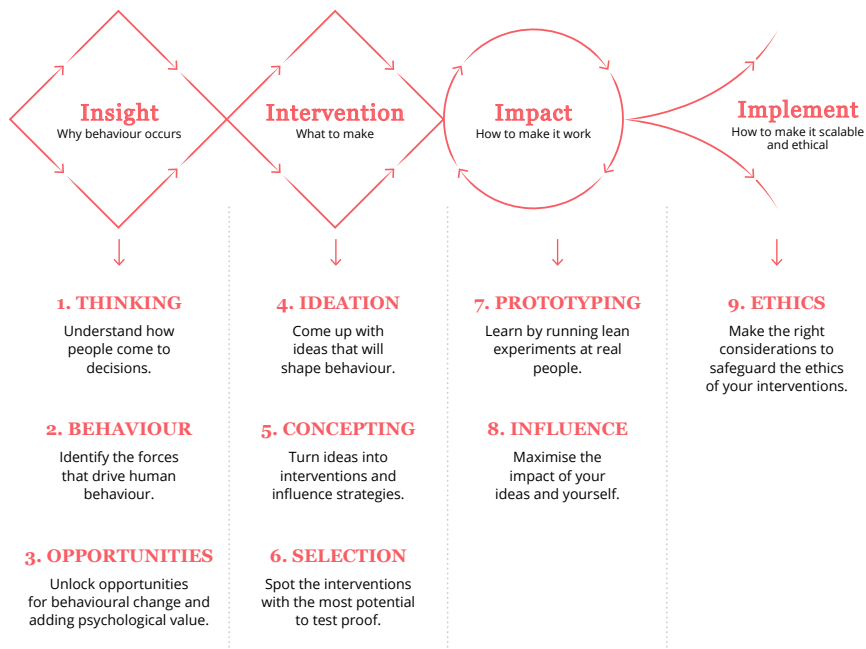 Insight
Why behaviour occurs
Intervention
What to make
Impact
How to make it work
Implement
How to make it scalable
and ethical
1. THINKING
Understand how
people come to
decisions.
2. BEHAVIOUR
Identify the forces
that drive human
behaviour.
3. OPPORTUNITIES
Unlock opportunities
for behavioural change and
adding psychological value.
4. IDEATION
Come up with
ideas that will
shape behaviour.
5. CONCEPTING
Turn ideas into
interventions and
influence strategies.
6. SELECTION
Spot the interventions
with the most potential
to test proof.
7. PROTOTYPING
Learn by running lean
experiments at real
people.
8. INFLUENCE
Maximise the
impact of your
ideas and yourself.
9. ETHICS
Make the right
considerations to
safeguard the ethics
of your interventions.